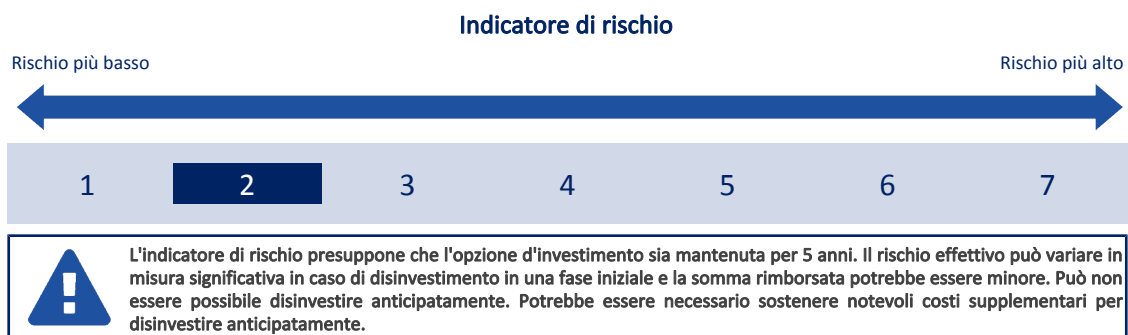 Indicatore di rischio
Rischio più basso
Rischio più alto
1 2 3 4 5 6 7
L'indicatore di rischio presuppone che l'opzione d'investimento sia mantenuta per 5 anni. Il rischio effettivo può variare in
misura significativa in caso di disinvestimento in una fase iniziale e la somma rimborsata potrebbe essere minore. Può non
essere possibile disinvestire anticipatamente. Potrebbe essere necessario sostenere notevoli costi supplementari per
disinvestire anticipatamente.